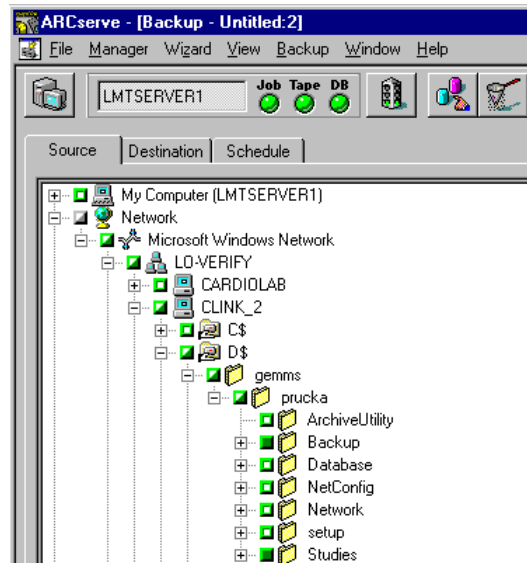 ARCserve - [Backup - Untitled:2]
File Manager Wizard View Backup Window Help
LMTSERVER1 Job Tape DB
Source Destination Schedule
My Computer (LMTSERVER1)
Network
Microsoft Windows Network
LO-VERIFY
CARDIOLAB
CLINK_2
C$
D$
gemms
prucka
ArchiveUtility
Backup
Database
NetConfig
Network
setup
Studies